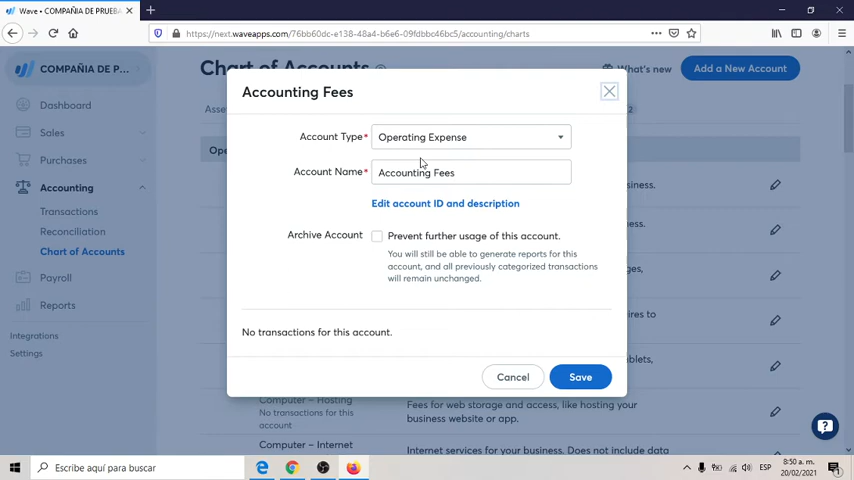 Wave • COMPAÑIA DE PRUEBAS
https://next.waveapps.com/76bb60dc-e138-48a4-b6e6-09fdbbc46bc5/accounting/charts
COMPAÑIA DE P...
Chart of Accounts
What's new
Add a New Account
Dashboard
Sales
Purchases
Accounting
Transactions
Reconciliation
Chart of Accounts
Payroll
Reports
Integrations
Settings
Accounting Fees
Account Type*
Operating Expense
Account Name*
Accounting Fees
Edit account ID and description
Archive Account
Prevent further usage of this account.
You will still be able to generate reports for this
account, and all previously categorized transactions
will remain unchanged.
No transactions for this account.
Cancel
Save
Computer – Hosting
No transactions for this
account
Fees for web storage and access, like hosting your
business website or app.
Computer – Internet
Internet services for your business. Does not include data
Escribe aquí para buscar
ESP
8:50 a. m.
20/02/2021